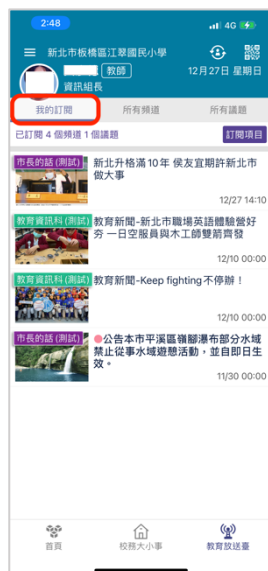 2:48
4G
新北市板橋區江翠國民小學
教師
資訊組長
12月27日 星期日
我的訂閱
所有頻道
所有議題
已訂閱 4 個頻道 1 個議題
訂閱項目
市長的話 (測試)
新北升格滿10年 侯友宜期許新北市
做大事
12/27 14:10
教育資訊科 (測試)
教育新聞-新北市職場英語體驗營好
夯 一日空服員與木工師雙箭齊發
12/10 00:00
教育資訊科 (測試)
教育新聞-Keep fighting不停辦！
12/10 00:00
市長的話 (測試)
公告本市平溪區嶺腳瀑布部分水域
禁止從事水域遊憩活動，並自即日生
效。
11/30 00:00
首頁
校務大小事
教育放送臺